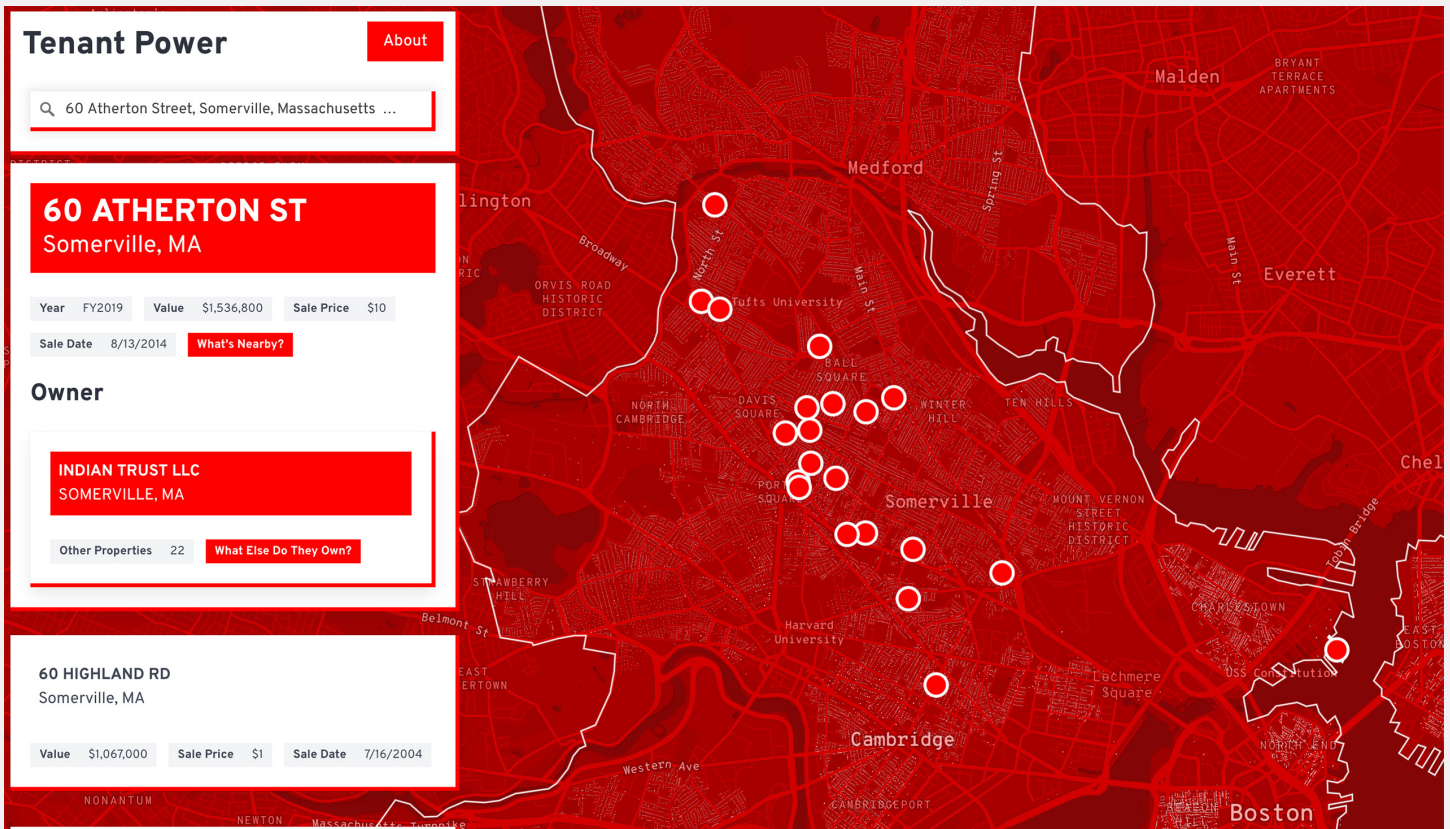 Tenant Power
About
60 Atherton Street, Somerville, Massachusetts ...
60 ATHERTON ST
Somerville, MA
Year FY2019
Value $1,536,800
Sale Price $10
Sale Date 8/13/2014
What's Nearby?
Owner
INDIAN TRUST LLC
SOMERVILLE, MA
Other Properties 22
What Else Do They Own?
60 HIGHLAND RD
Somerville, MA
Value $1,067,000
Sale Price $1
Sale Date 7/16/2004
Malden
BRYANT
TERRACE
APARTMENTS
Medford
Spring St
lington
Broadway
North St
Main St
Main St
Everett
ORVIS ROAD
HISTORIC
DISTRICT
Tufts University
BALL
SQUARE
NORTH
CAMBRIDGE
DAVIS
SQUARE
WINTER
HILL
TEN HILLS
Chel
Somerville
MOUNT VERNON
STREET
HISTORIC
DISTRICT
Tobin Bridge
STRAWBERRY
HILL
Belmont St
CHARLESTOWN
Harvard
University
EAST
BOSTON
USS Constitution
EAST
ERTOWN
Lechmere
Square
Cambridge
NORTH END
Western Ave
CAMBRIDGEPORT
Boston
NONANTUM
NEWTON
Massachusetts Turnpike